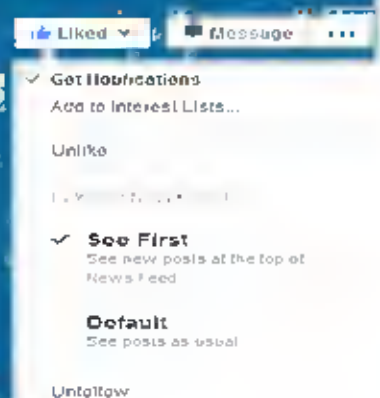 Liked
Message
Get Notifications
Add to Interest Lists...
Unlike
See First
See new posts at the top of
News Feed
Default
See posts as usual
Unfollow